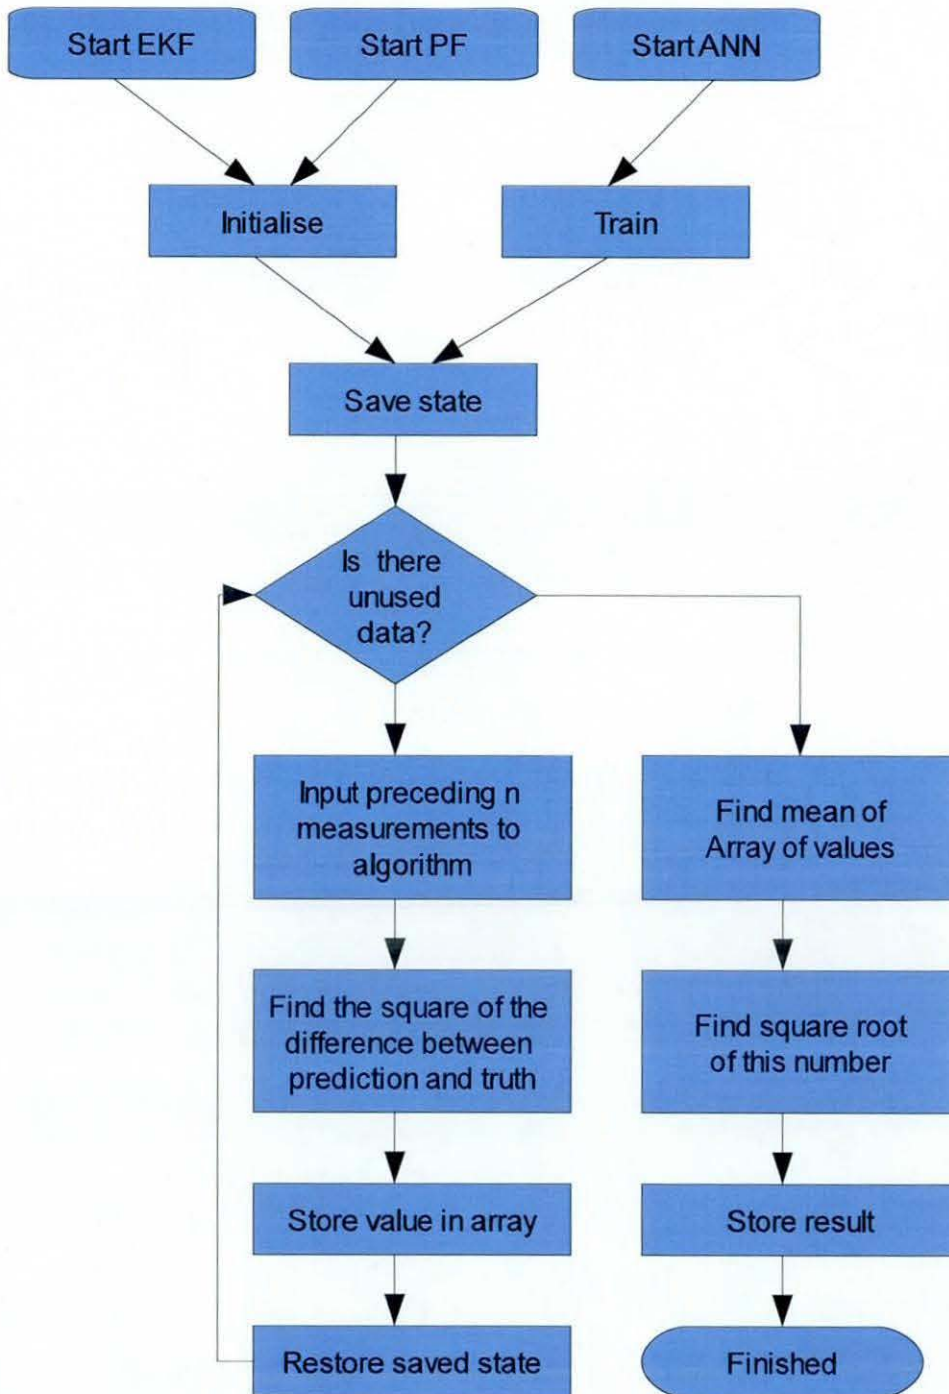 Start EKF
Start PF
Start ANN
Initialise
Train
Save state
Is there
unused
data?
Input preceding n
measurements to
algorithm
Find the square of the
difference between
prediction and truth
Store value in array
Restore saved state
Find mean of
Array of values
Find square root
of this number
Store result
Finished